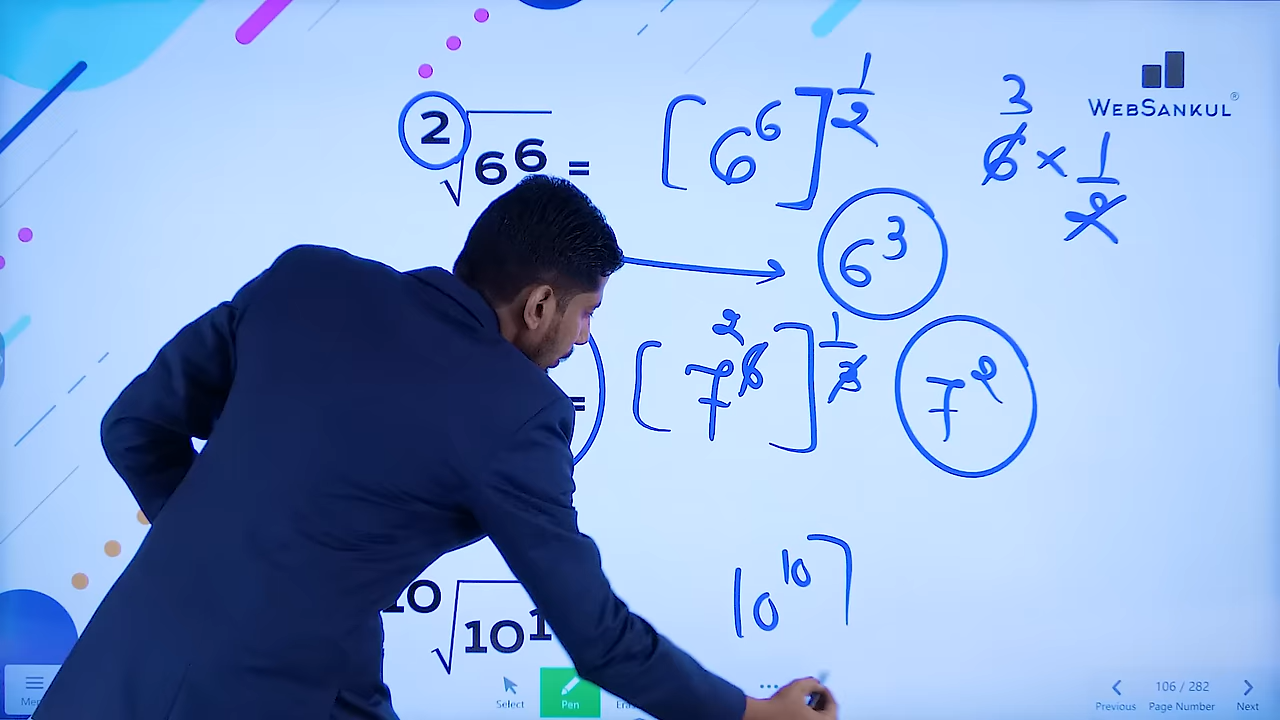 WEBSANKUL®
2√6⁶ =
[6⁶]^1/2
3
6 × 1/2
6³
=
[7⁶]^1/3
2
7²
10√10¹
10¹⁰]
Select
Pen
106 / 282
Previous
Page Number
Next